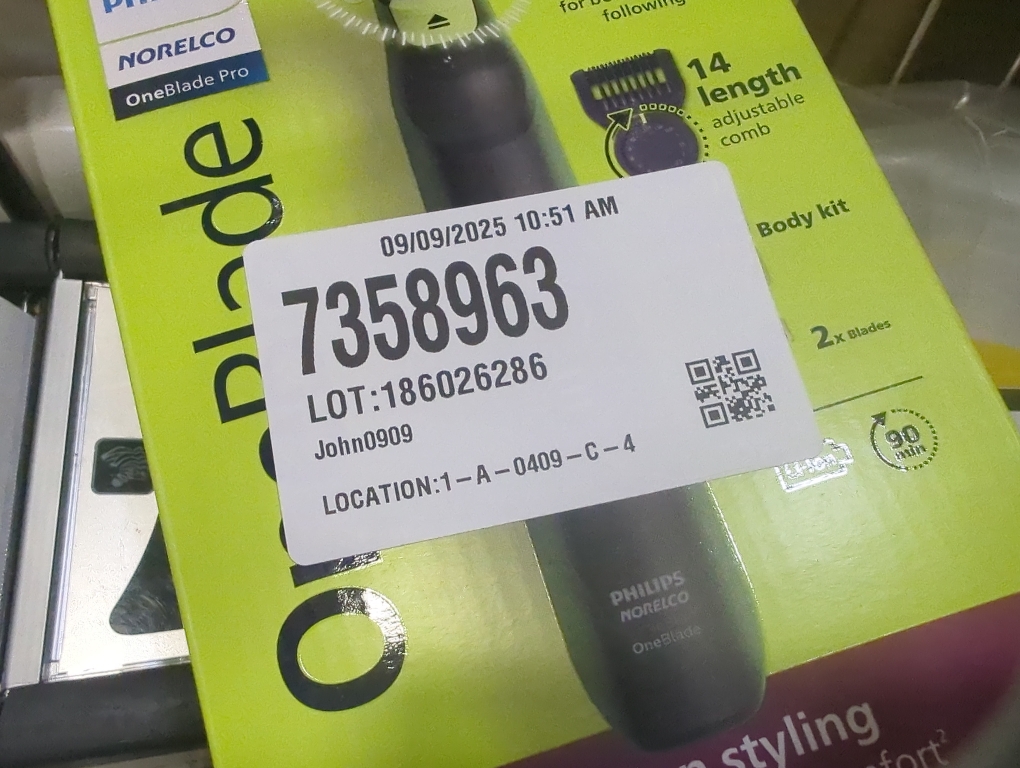 NORELCO
OneBlade Pro
following
14
length
adjustable
comb
Body kit
2x Blades
90
min
09/09/2025 10:51 AM
7358963
LOT:186026286
John0909
LOCATION:1-A-0409-C-4
PHILIPS
NORELCO
OneBlade
styling